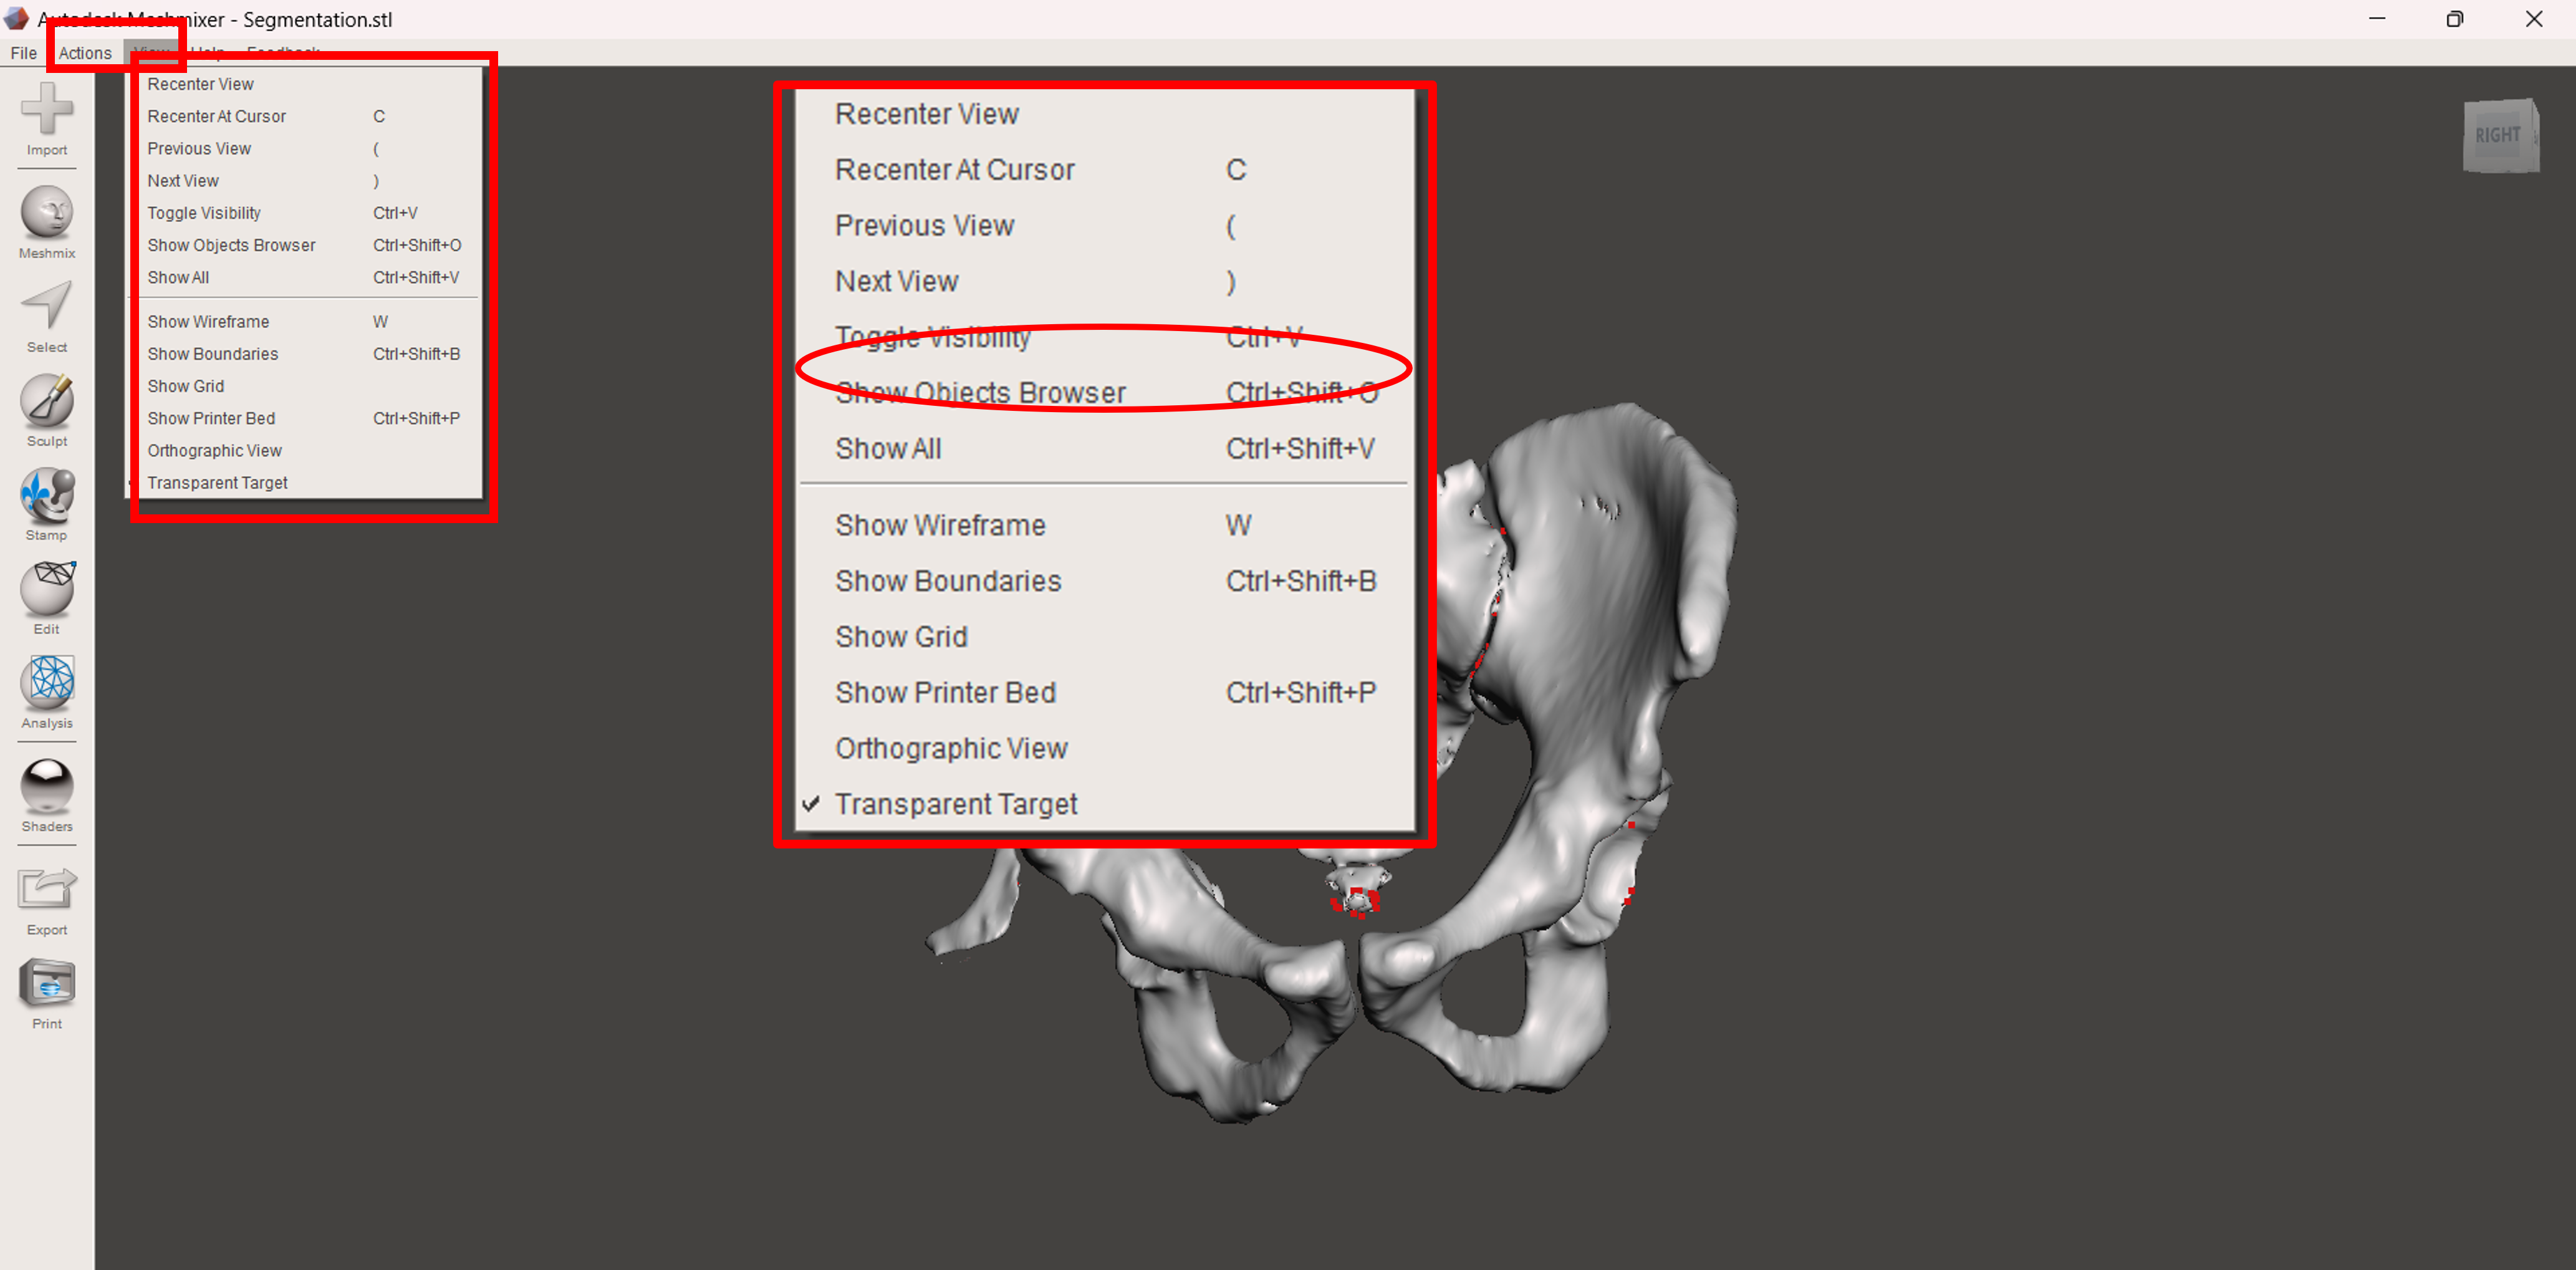 Autodesk Meshmixer - Segmentation.stl
File Actions View Help Feedback
Import
Meshmix
Select
Sculpt
Stamp
Edit
Analysis
Shaders
Export
Print
Recenter View
Recenter At Cursor C
Previous View (
Next View )
Toggle Visibility Ctrl+V
Show Objects Browser Ctrl+Shift+O
Show All Ctrl+Shift+V
Show Wireframe W
Show Boundaries Ctrl+Shift+B
Show Grid
Show Printer Bed Ctrl+Shift+P
Orthographic View
Transparent Target
Recenter View
Recenter At Cursor C
Previous View (
Next View )
Toggle Visibility Ctrl+V
Show Objects Browser Ctrl+Shift+O
Show All Ctrl+Shift+V
Show Wireframe W
Show Boundaries Ctrl+Shift+B
Show Grid
Show Printer Bed Ctrl+Shift+P
Orthographic View
Transparent Target
RIGHT